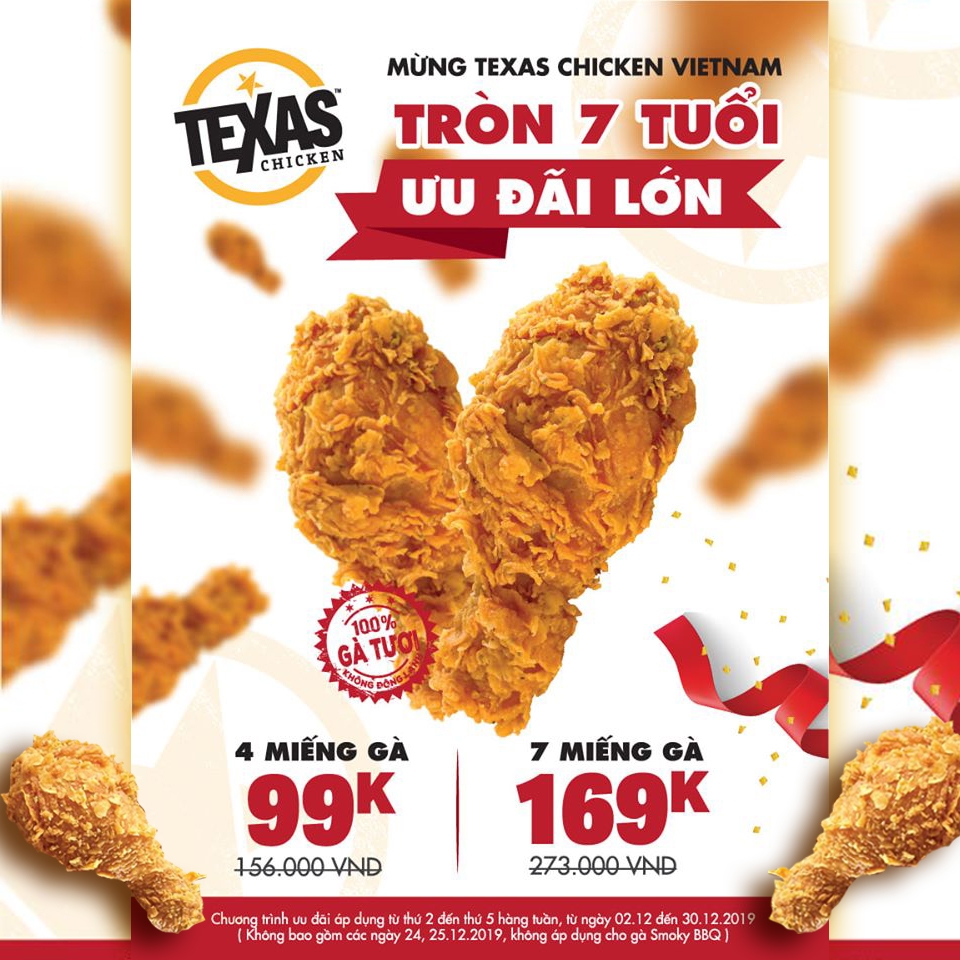 TEXAS™
CHICKEN
MỪNG TEXAS CHICKEN VIETNAM
TRÒN 7 TUỔI
ƯU ĐÃI LỚN
100%
GÀ TƯƠI
KHÔNG ĐÔNG
4 MIẾNG GÀ
99K
156.000 VND
7 MIẾNG GÀ
169K
273.000 VND
Chương trình ưu đãi áp dụng từ thứ 2 đến thứ 5 hàng tuần, từ ngày 02.12 đến 30.12.2019
( Không bao gồm các ngày 24, 25.12.2019, không áp dụng cho gà Smoky BBQ )